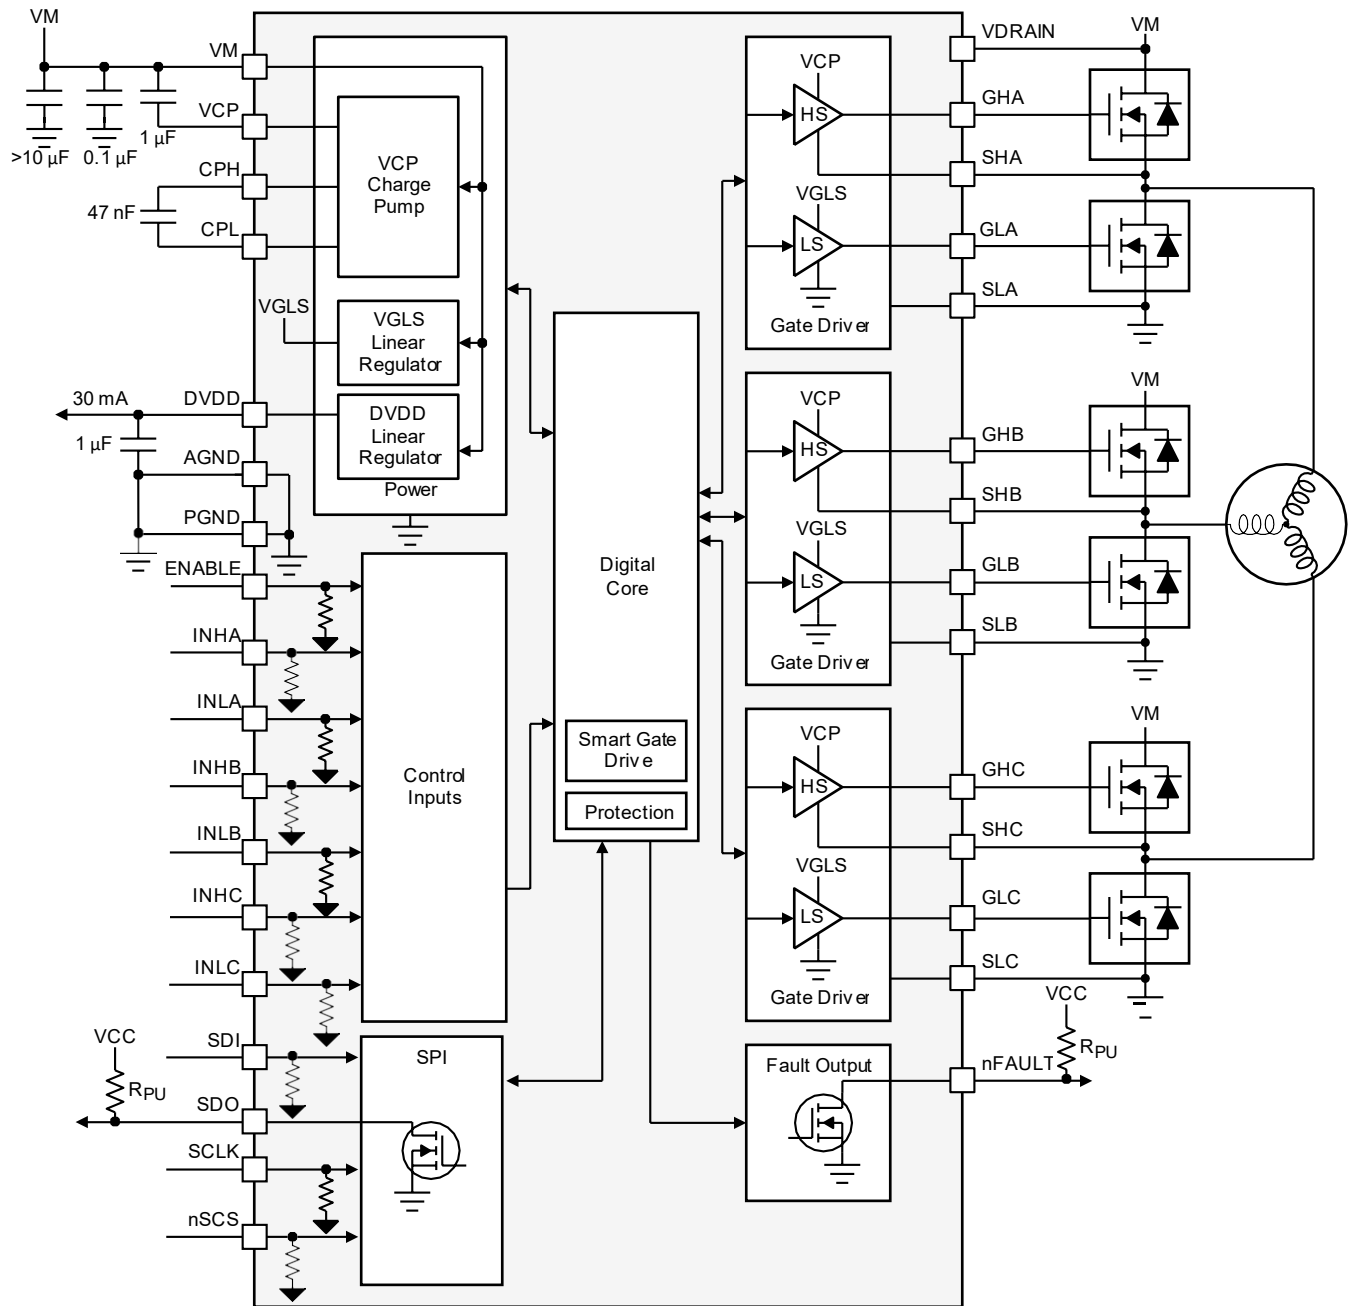 VM
VM
VCP
>10 µF
0.1 µF
1 µF
CPH
47 nF
CPL
VCP
Charge
Pump
VGLS
VGLS
Linear
Regulator
30 mA
DVDD
1 µF
DVDD
Linear
Regulator
AGND
PGND
Power
ENABLE
INHA
INLA
INHB
INLB
INHC
INLC
Control
Inputs
VCC
RPU
SDI
SDO
SCLK
nSCS
SPI
Digital
Core
Smart Gate
Drive
Protection
VCP
HS
VGLS
LS
Gate Driver
VCP
HS
VGLS
LS
Gate Driver
VCP
HS
VGLS
LS
Gate Driver
Fault Output
VDRAIN
VM
GHA
SHA
GLA
SLA
VM
GHB
SHB
GLB
SLB
VM
GHC
SHC
GLC
SLC
VCC
RPU
nFAULT